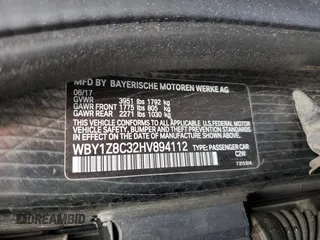 MFD BY BAYERISCHE MOTOREN WERKE AG
06/17
GVWR 3951 lbs 1792 kg
GAWR FRONT 1775 lbs 805 kg
GAWR REAR 2271 lbs 1030 kg
THIS VEHICLE CONFORMS TO ALL APPLICABLE FEDERAL
MOTOR VEHICLE SAFETY, BUMPER, AND THEFT
PREVENTION STANDARDS IN EFFECT ON THE DATE OF
MANUFACTURE SHOWN ABOVE.
WBY1Z8C32HV894112 TYPE: PASSENGER CAR
C2W
DREAMBID